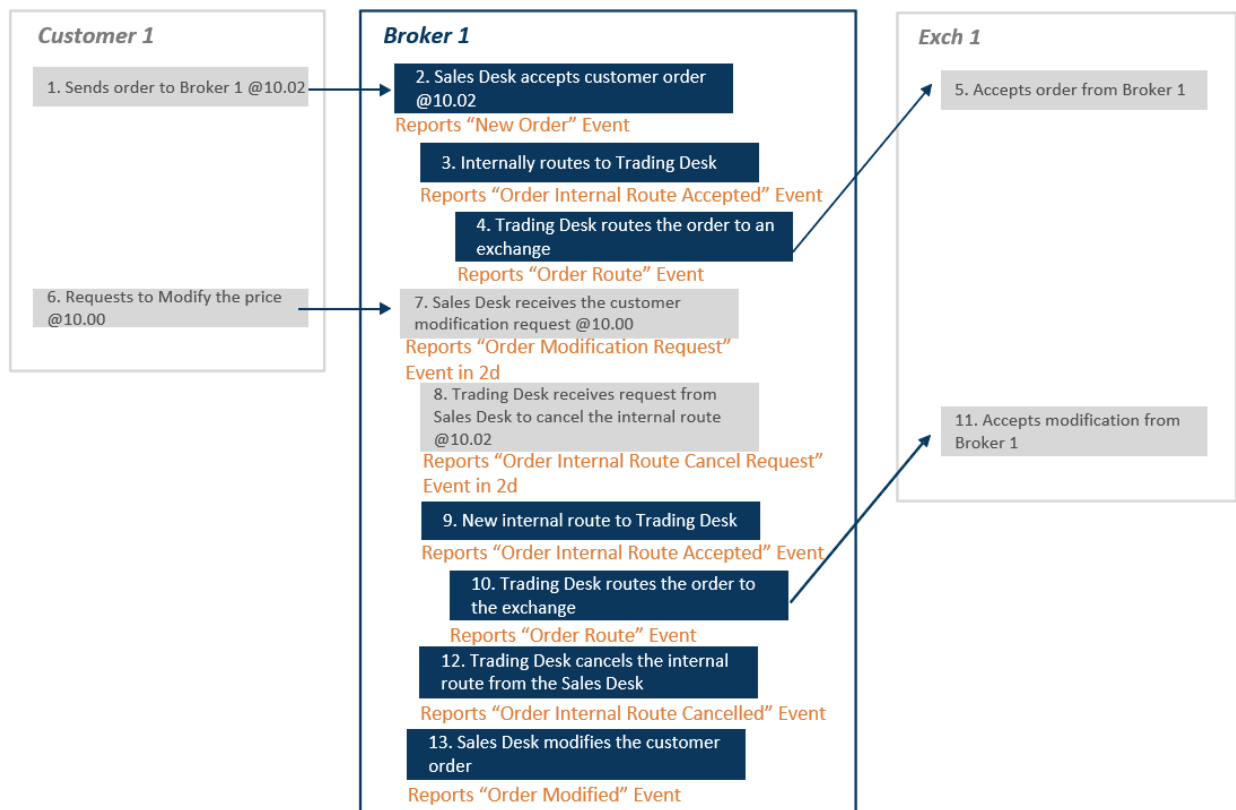 Customer 1
1. Sends order to Broker 1 @10.02
6. Requests to Modify the price
@10.00
Broker 1
2. Sales Desk accepts customer order
@10.02
Reports “New Order” Event
3. Internally routes to Trading Desk
Reports “Order Internal Route Accepted” Event
4. Trading Desk routes the order to an
exchange
Reports “Order Route” Event
7. Sales Desk receives the customer
modification request @10.00
Reports “Order Modification Request”
Event in 2d
8. Trading Desk receives request from
Sales Desk to cancel the internal route
@10.02
Reports “Order Internal Route Cancel Request”
Event in 2d
9. New internal route to Trading Desk
Reports “Order Internal Route Accepted” Event
10. Trading Desk routes the order to
the exchange
Reports “Order Route” Event
12. Trading Desk cancels the internal
route from the Sales Desk
Reports “Order Internal Route Cancelled” Event
13. Sales Desk modifies the customer
order
Reports “Order Modified” Event
Exch 1
5. Accepts order from Broker 1
11. Accepts modification from
Broker 1